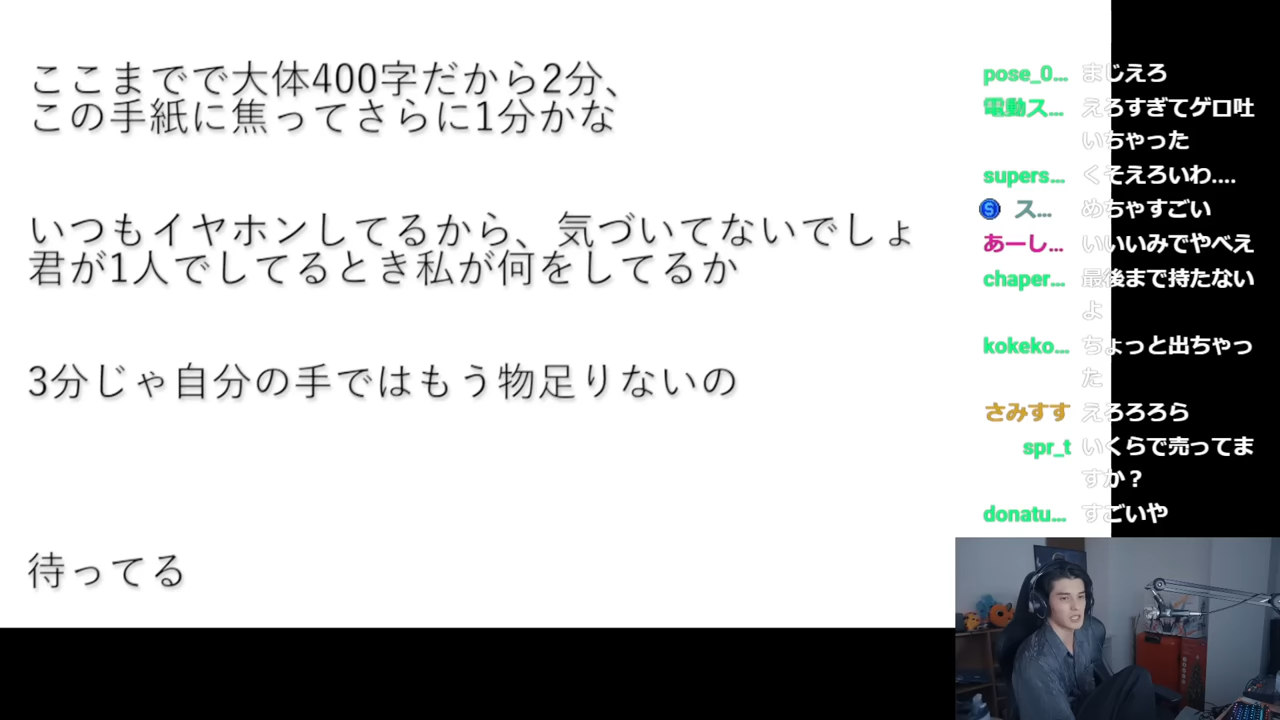 ここまでで大体400字だから2分、
この手紙に焦ってさらに1分かな
いつもイヤホンしてるから、気づいてないでしょ
君が1人でしてるとき私が何をしてるか
3分じゃ自分の手ではもう物足りないの
待ってる
pose_0... まじえろ
電動ス... えろすぎてゲロ吐
いちゃった
supers... くそえろいわ....
S ス... めちゃすごい
あーし... いいいみでやべえ
chaper... 最後まで持たない
よ
kokeko... ちょっと出ちゃっ
た
さみすす えろろろら
spr_t いくらで売ってま
すか？
donatu... すごいや